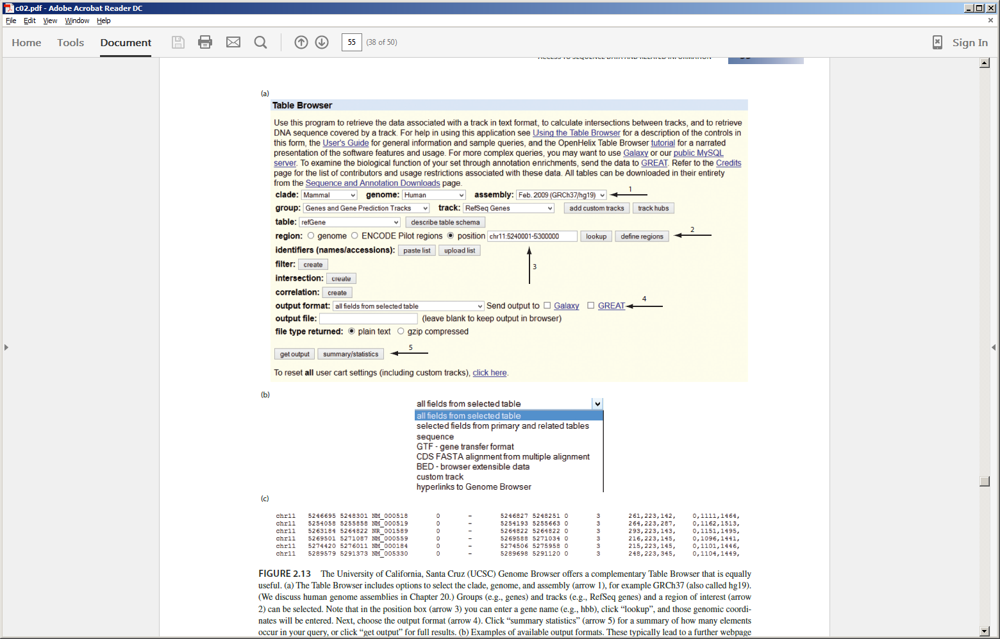 c02.pdf - Adobe Acrobat Reader DC
File Edit View Window Help
Home Tools Document 55 (38 of 50) Sign In
ACCESS TO SEQUENCE DATA AND RELATED INFORMATION
(a)
Table Browser
Use this program to retrieve the data associated with a track in text format, to calculate intersections between tracks, and to retrieve
DNA sequence covered by a track. For help in using this application see Using the Table Browser for a description of the controls in
this form, the User's Guide for general information and sample queries, and the OpenHelix Table Browser tutorial for a narrated
presentation of the software features and usage. For more complex queries, you may want to use Galaxy or our public MySQL
server. To examine the biological function of your set through annotation enrichments, send the data to GREAT. Refer to the Credits
page for the list of contributors and usage restrictions associated with these data. All tables can be downloaded in their entirety
from the Sequence and Annotation Downloads page.
clade: Mammal genome: Human assembly: Feb. 2009 (GRCh37/hg19) 1
group: Genes and Gene Prediction Tracks track: RefSeq Genes add custom tracks track hubs
table: refGene describe table schema
region: genome ENCODE Pilot regions position chr11:5240001-5300000 lookup define regions 2
identifiers (names/accessions): paste list upload list
filter: create 3
intersection: create
correlation: create
output format: all fields from selected table Send output to Galaxy GREAT 4
output file: (leave blank to keep output in browser)
file type returned: plain text gzip compressed
get output summary/statistics 5
To reset all user cart settings (including custom tracks), click here.
(b)
all fields from selected table
all fields from selected table
selected fields from primary and related tables
sequence
GTF - gene transfer format
CDS FASTA alignment from multiple alignment
BED - browser extensible data
custom track
hyperlinks to Genome Browser
(c)
chr11 5246695 5248301 NM_000518 0 - 5246827 5248251 0 3 261,223,142, 0,1111,1464,
chr11 5254058 5255858 NM_000519 0 - 5254193 5255663 0 3 264,223,287, 0,1162,1513,
chr11 5263184 5264822 NR_001589 0 - 5264822 5264822 0 3 293,223,143, 0,1151,1495,
chr11 5269501 5271087 NM_000559 0 - 5269588 5271034 0 3 216,223,145, 0,1096,1441,
chr11 5274420 5276011 NM_000184 0 - 5274506 5275958 0 3 215,223,145, 0,1101,1446,
chr11 5289579 5291373 NM_005330 0 - 5289698 5291120 0 3 248,223,345, 0,1104,1449,
FIGURE 2.13 The University of California, Santa Cruz (UCSC) Genome Browser offers a complementary Table Browser that is equally
useful. (a) The Table Browser includes options to select the clade, genome, and assembly (arrow 1), for example GRCh37 (also called hg19).
(We discuss human genome assemblies in Chapter 20.) Groups (e.g., genes) and tracks (e.g., RefSeq genes) and a region of interest (arrow
2) can be selected. Note that in the position box (arrow 3) you can enter a gene name (e.g., hbb), click “lookup”, and those genomic coordi-
nates will be entered. Next, choose the output format (arrow 4). Click “summary statistics” (arrow 5) for a summary of how many elements
occur in your query, or click “get output” for full results. (b) Examples of available output formats. These typically lead to a further webpage